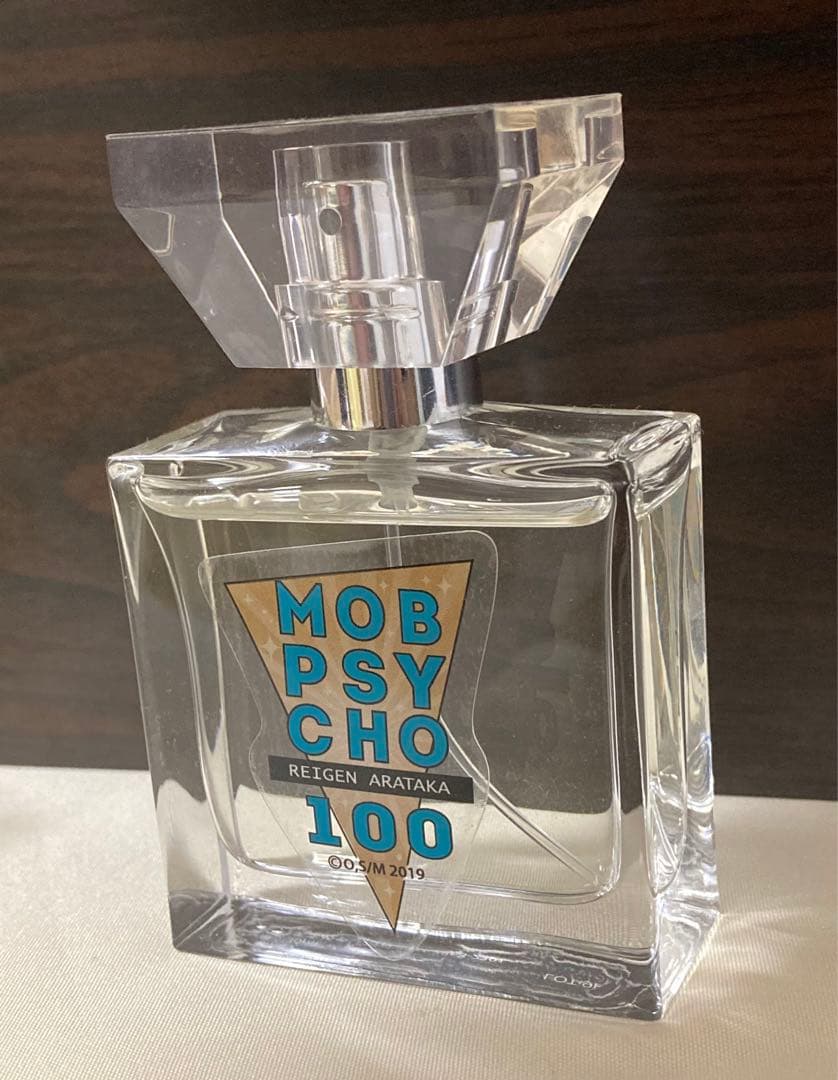 MOB
PSY
CHO
REIGEN ARATAKA
100
©O,S/M 2019